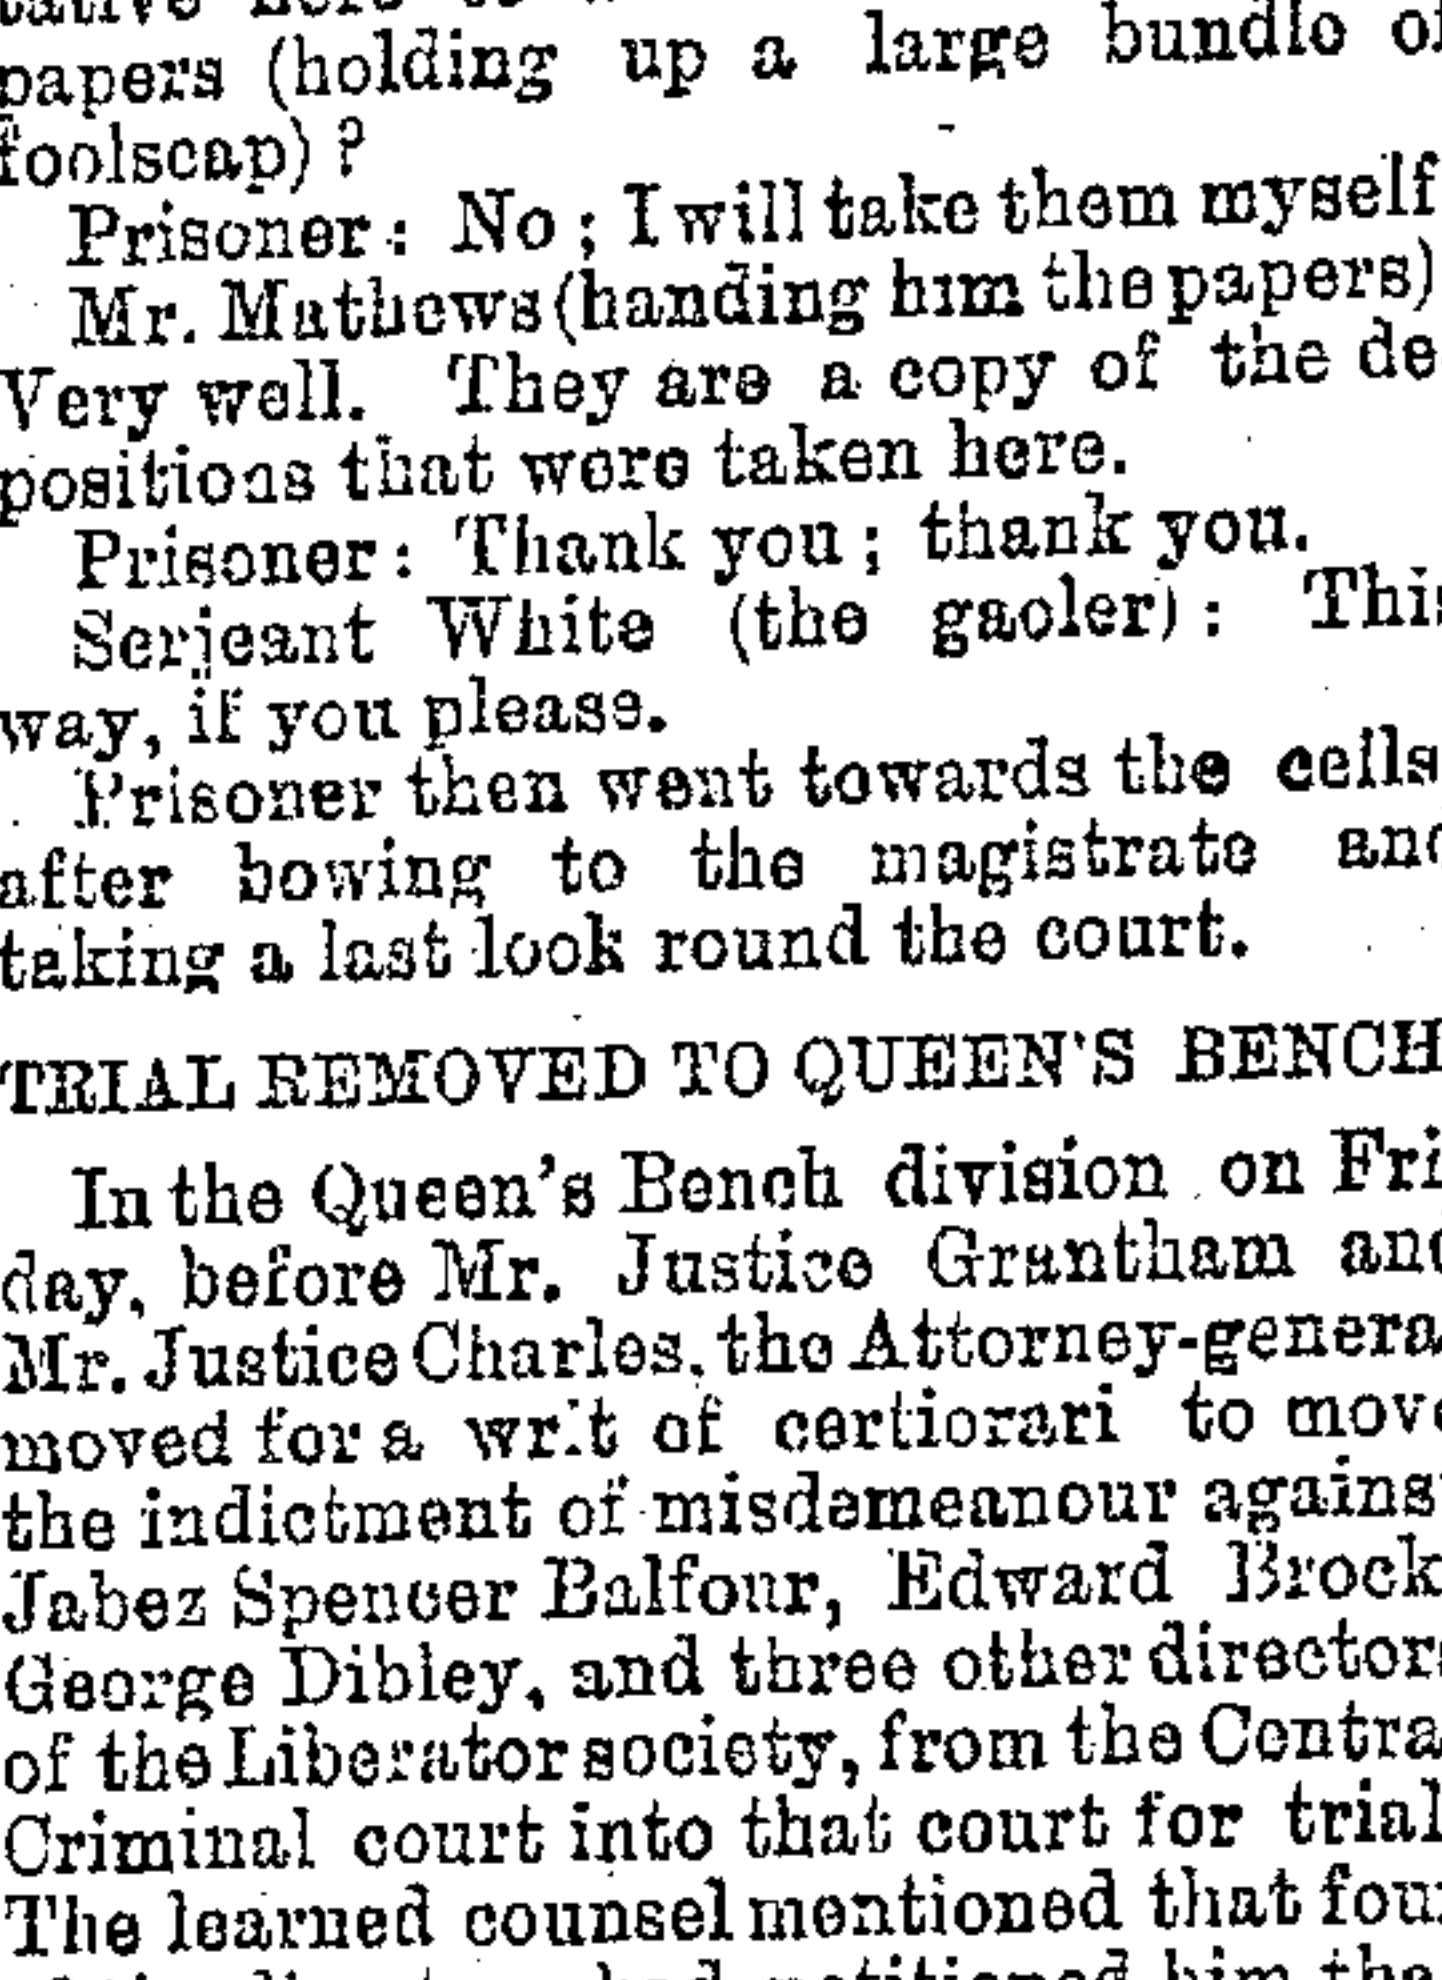 papers (holding up a large bundle of
foolscap) ?
Prisoner: No; I will take them myself
Mr. Mathews (handing him the papers)
Very well. They are a copy of the de
positions that were taken here.
Prisoner: Thank you; thank you.
Serjeant White (the gaoler): This
way, if you please.
Prisoner then went towards the cells
after bowing to the magistrate and
taking a last look round the court.
TRIAL REMOVED TO QUEEN'S BENCH
In the Queen's Bench division on Fri
day, before Mr. Justice Grantham and
Mr. Justice Charles, the Attorney-genera
moved for a writ of certiorari to move
the indictment of misdemeanour agains
Jabez Spencer Balfour, Edward Brock
George Dibley, and three other directors
of the Liberator society, from the Centra
Criminal court into that court for trial
The learned counsel mentioned that four
had petitioned him